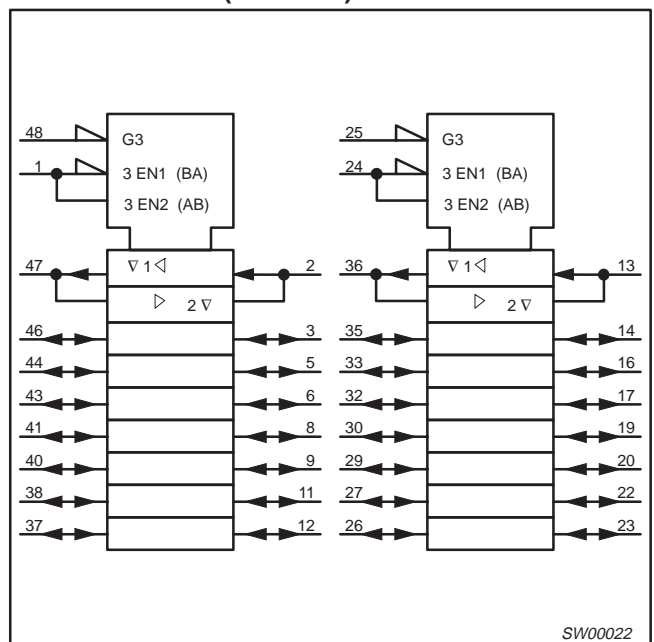 48 G3
1 3 EN1 (BA)
3 EN2 (AB)
47 ∇ 1 ◁ 2
▷ 2 ∇
46 3
44 5
43 6
41 8
40 9
38 11
37 12
25 G3
24 3 EN1 (BA)
3 EN2 (AB)
36 ∇ 1 ◁ 13
▷ 2 ∇
35 14
33 16
32 17
30 19
29 20
27 22
26 23
SW00022